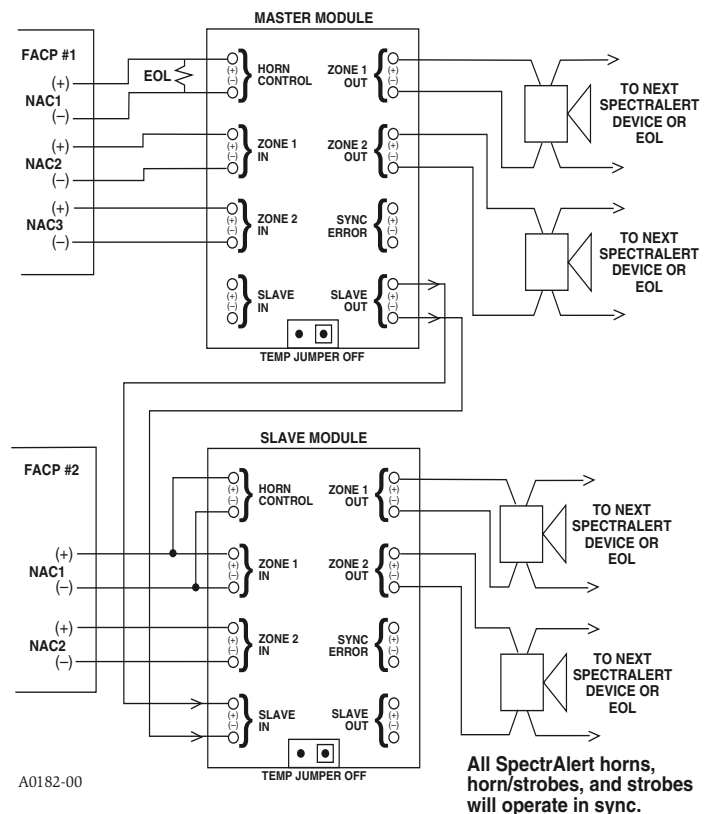 MASTER MODULE
FACP #1
(+)
NAC1
(–)
(+)
NAC2
(–)
(+)
NAC3
(–)
EOL
(+)
(–)
HORN
CONTROL
ZONE 1
OUT
(+)
(–)
(+)
(–)
ZONE 1
IN
ZONE 2
OUT
(+)
(–)
(+)
(–)
ZONE 2
IN
SYNC
ERROR
(+)
(–)
(+)
(–)
SLAVE
IN
SLAVE
OUT
(+)
(–)
TEMP JUMPER OFF
TO NEXT
SPECTRALERT
DEVICE OR
EOL
TO NEXT
SPECTRALERT
DEVICE OR
EOL
SLAVE MODULE
FACP #2
(+)
NAC1
(–)
(+)
NAC2
(–)
(+)
(–)
HORN
CONTROL
ZONE 1
OUT
(+)
(–)
(+)
(–)
ZONE 1
IN
ZONE 2
OUT
(+)
(–)
(+)
(–)
ZONE 2
IN
SYNC
ERROR
(+)
(–)
(+)
(–)
SLAVE
IN
SLAVE
OUT
(+)
(–)
TEMP JUMPER OFF
TO NEXT
SPECTRALERT
DEVICE OR
EOL
TO NEXT
SPECTRALERT
DEVICE OR
EOL
A0182-00
All SpectrAlert horns,
horn/strobes, and strobes
will operate in sync.